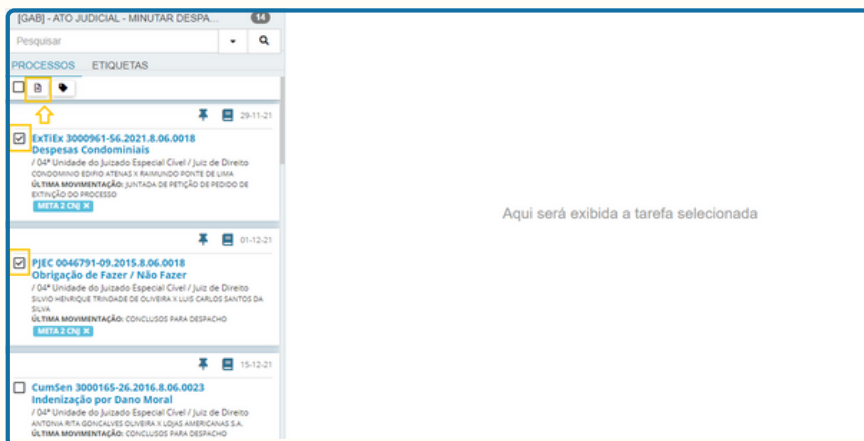 [GAB] - ATO JUDICIAL - MINUTAR DESPA... 14
Pesquisar
PROCESSOS ETIQUETAS
29-11-21
ExTiEx 3000961-56.2021.8.06.0018
Despesas Condominiais
/ 04ª Unidade do Juizado Especial Cível / Juiz de Direito
CONDOMINIO EDIFIO ATENAS X RAIMUNDO PONTE DE LIMA
ÚLTIMA MOVIMENTAÇÃO: JUNTADA DE PETIÇÃO DE PEDIDO DE
EXTINÇÃO DO PROCESSO
META 2 CNJ ×
01-12-21
PJEC 0046791-09.2015.8.06.0018
Obrigação de Fazer / Não Fazer
/ 04ª Unidade do Juizado Especial Cível / Juiz de Direito
SILVIO HENRIQUE TRINDADE DE OLIVEIRA X LUIS CARLOS SANTOS DA
SILVA
ÚLTIMA MOVIMENTAÇÃO: CONCLUSOS PARA DESPACHO
META 2 CNJ ×
15-12-21
CumSen 3000165-26.2016.8.06.0023
Indenização por Dano Moral
/ 04ª Unidade do Juizado Especial Cível / Juiz de Direito
ANTONIA RITA GONCALVES OLIVEIRA X LOJAS AMERICANAS S.A.
ÚLTIMA MOVIMENTAÇÃO: CONCLUSOS PARA DESPACHO
Aqui será exibida a tarefa selecionada